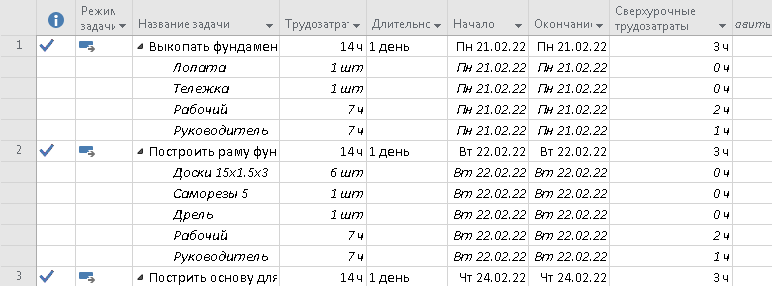 Режим задачи Название задачи Трудозатрат Длительнс Начало Окончани Сверхурочные трудозатраты авить
1 Выкопать фундамен 14 ч 1 день Пн 21.02.22 Пн 21.02.22 3 ч
Лопата 1 шт Пн 21.02.22 Пн 21.02.22 0 ч
Тележка 1 шт Пн 21.02.22 Пн 21.02.22 0 ч
Рабочий 7 ч Пн 21.02.22 Пн 21.02.22 2 ч
Руководитель 7 ч Пн 21.02.22 Пн 21.02.22 1 ч
2 Построить раму фун 14 ч 1 день Вт 22.02.22 Вт 22.02.22 3 ч
Доски 15x1.5x3 6 шт Вт 22.02.22 Вт 22.02.22 0 ч
Саморезы 5 1 шт Вт 22.02.22 Вт 22.02.22 0 ч
Дрель 1 шт Вт 22.02.22 Вт 22.02.22 0 ч
Рабочий 7 ч Вт 22.02.22 Вт 22.02.22 2 ч
Руководитель 7 ч Вт 22.02.22 Вт 22.02.22 1 ч
3 Пострить основу для 14 ч 1 день Чт 24.02.22 Чт 24.02.22 3 ч